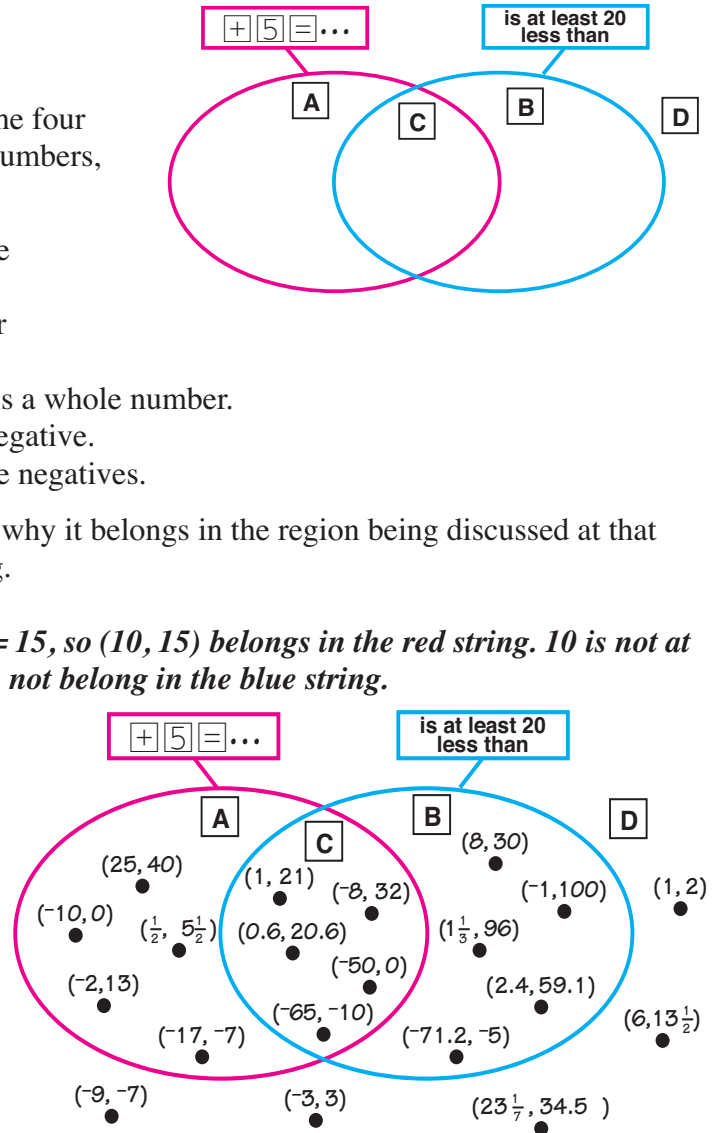 + 5 = ...
is at least 20
less than
A
C
B
D
he four
umbers,
e
r
s a whole number.
egative.
e negatives.
why it belongs in the region being discussed at that
g.
= 15, so (10, 15) belongs in the red string. 10 is not at
not belong in the blue string.
+ 5 = ...
is at least 20
less than
A
C
B
D
(8, 30)
(25, 40)
(1, 21)
(⁻8, 32)
(⁻1, 100)
(1, 2)
(⁻10, 0)
(½, 5½)
(0.6, 20.6)
(1⅓, 96)
(⁻50, 0)
(⁻2, 13)
(2.4, 59.1)
(⁻65, ⁻10)
(6, 13½)
(⁻17, ⁻7)
(⁻71.2, ⁻5)
(⁻9, ⁻7)
(⁻3, 3)
(23⅐, 34.5 )